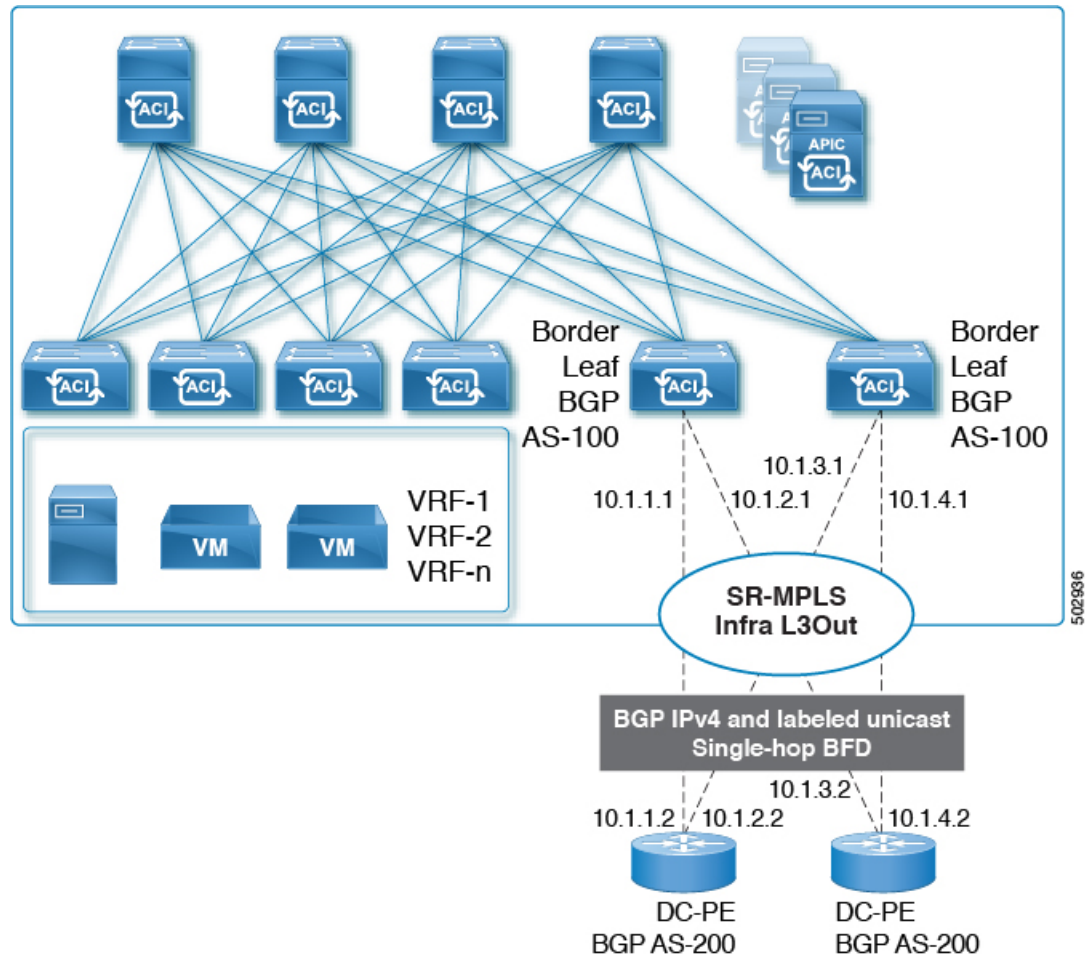 ACI
ACI
ACI
ACI
APIC
ACI
ACI
ACI
ACI
ACI
Border
Leaf
BGP
AS-100
ACI
ACI
Border
Leaf
BGP
AS-100
VM
VM
VRF-1
VRF-2
VRF-n
10.1.1.1
10.1.2.1
10.1.3.1
10.1.4.1
SR-MPLS
Infra L3Out
502936
BGP IPv4 and labeled unicast
Single-hop BFD
10.1.1.2
10.1.2.2
10.1.3.2
10.1.4.2
DC-PE
BGP AS-200
DC-PE
BGP AS-200